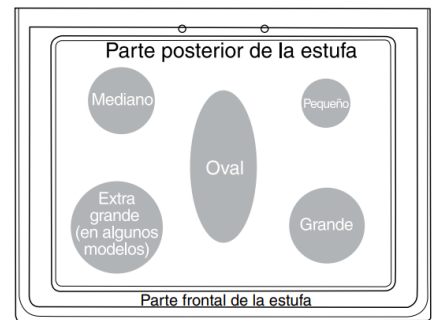 Parte posterior de la estufa
Mediano
Pequeño
Oval
Extra
grande
(en algunos
modelos)
Grande
Parte frontal de la estufa